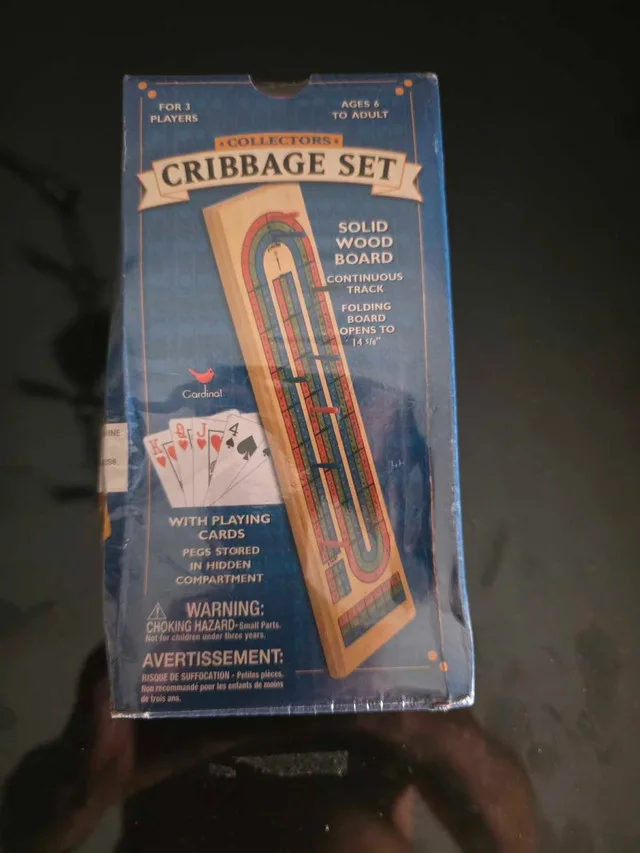 FOR 3
PLAYERS
AGES 6
TO ADULT
• COLLECTORS •
CRIBBAGE SET
SOLID
WOOD
BOARD
CONTINUOUS
TRACK
FOLDING
BOARD
OPENS TO
14 5/8"
Cardinal
K Q J 4
WITH PLAYING
CARDS
PEGS STORED
IN HIDDEN
COMPARTMENT
WARNING:
CHOKING HAZARD-Small Parts.
Not for children under three years.
AVERTISSEMENT:
RISQUE DE SUFFOCATION - Petites pièces.
Non recommandé pour les enfants de moins
de trois ans.